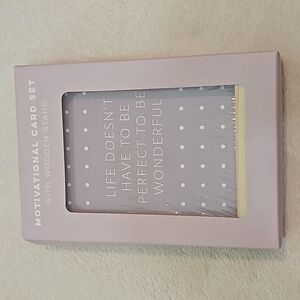 MOTIVATIONAL CARD SET
WITH WOODEN STAND
LIFE DOESN'T
HAVE TO BE
PERFECT TO BE
WONDERFUL